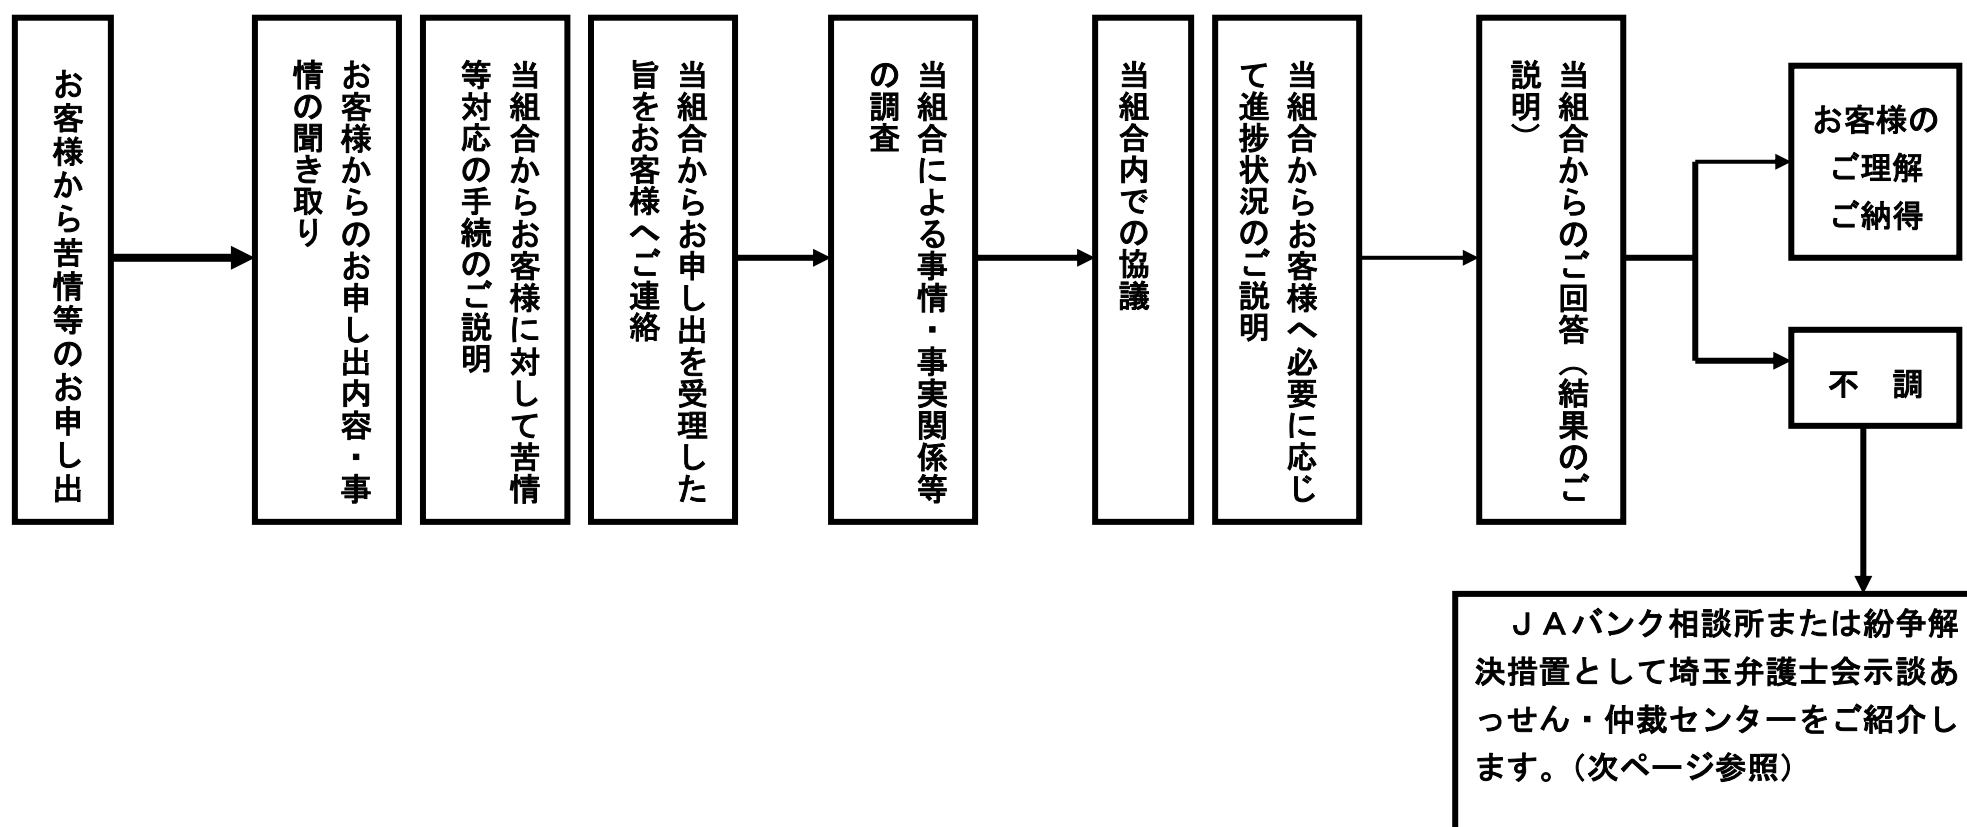 お客様から苦情等のお申し出
お客様からのお申し出内容・事
情の聞き取り
当組合からお客様に対して苦情
等対応の手続のご説明
当組合からお申し出を受理した
旨をお客様へご連絡
当組合による事情・事実関係等
の調査
当組合内での協議
当組合からお客様へ必要に応じ
て進捗状況のご説明
当組合からのご回答（結果のご
説明）
お客様の
ご理解
ご納得
不　調
ＪＡバンク相談所または紛争解
決措置として埼玉弁護士会示談あ
っせん・仲裁センターをご紹介し
ます。（次ページ参照）